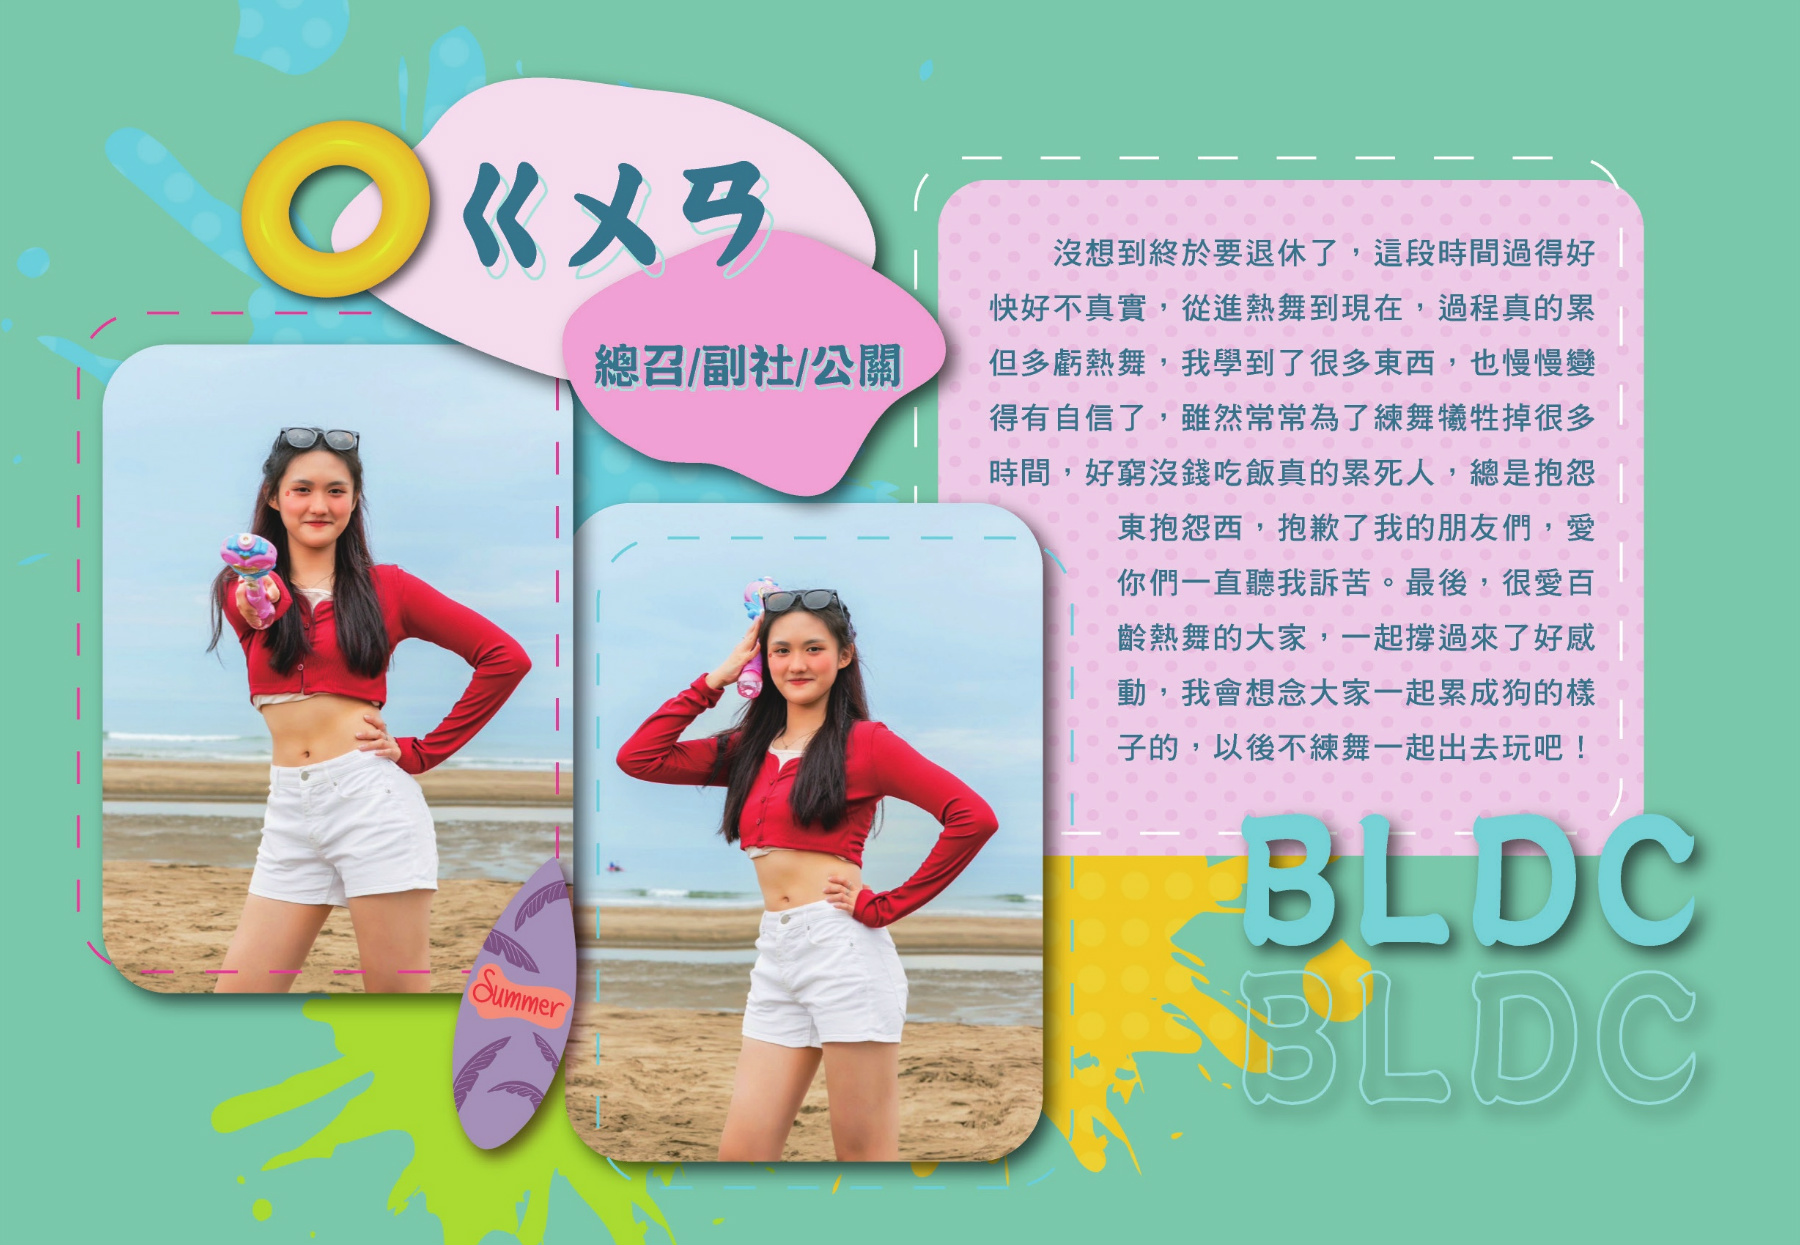 ㄍㄨㄢ
總召/副社/公關
沒想到終於要退休了，這段時間過得好
快好不真實，從進熱舞到現在，過程真的累
但多虧熱舞，我學到了很多東西，也慢慢變
得有自信了，雖然常常為了練舞犧牲掉很多
時間，好窮沒錢吃飯真的累死人，總是抱怨
東抱怨西，抱歉了我的朋友們，愛
你們一直聽我訴苦。最後，很愛百
齡熱舞的大家，一起撐過來了好感
動，我會想念大家一起累成狗的樣
子的，以後不練舞一起出去玩吧！
Summer
BLDC
BLDC